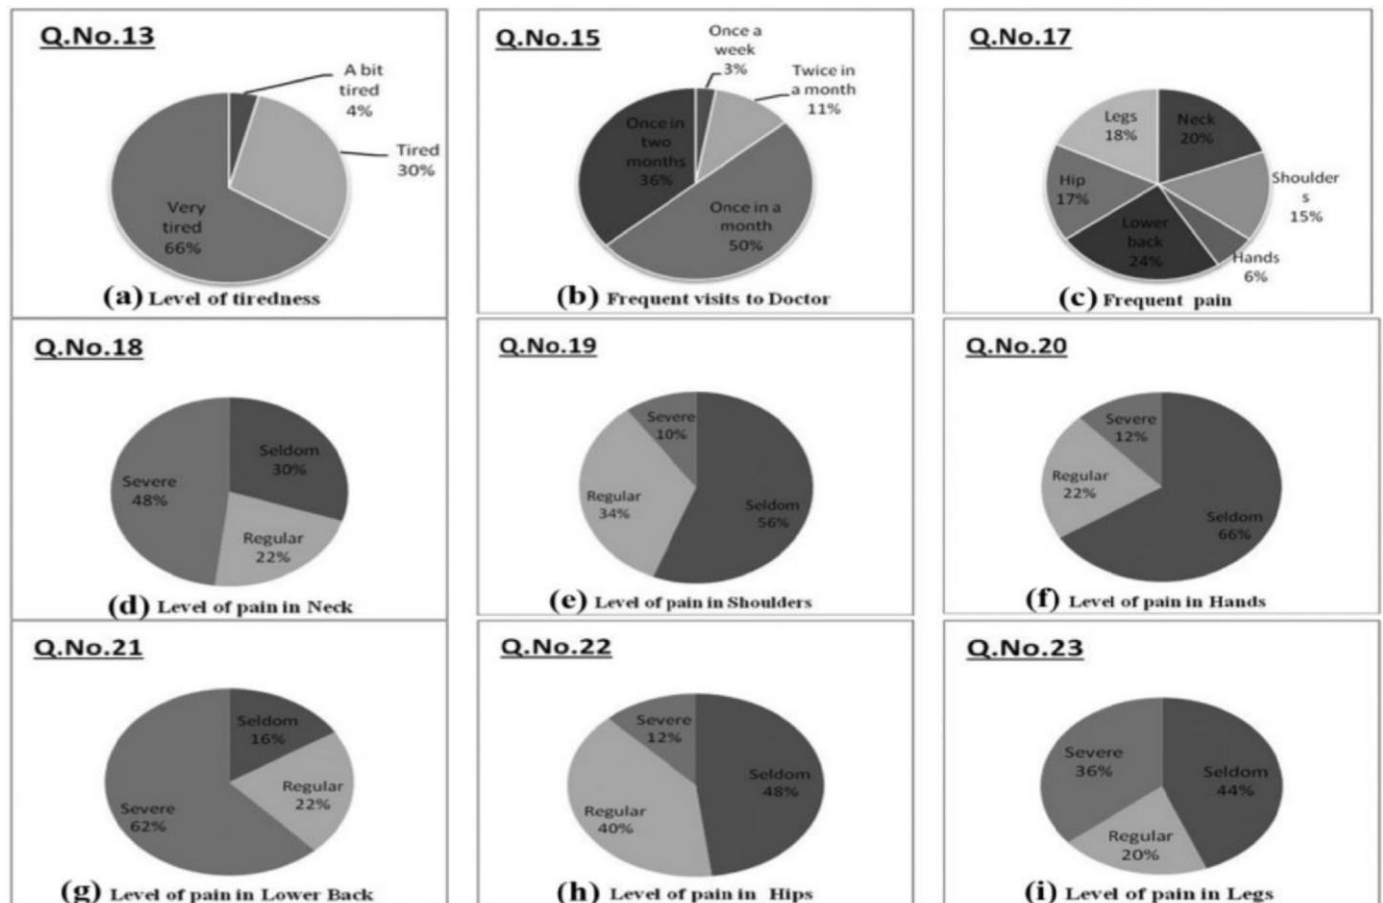 Q.No.13
A bit
tired
4%
Tired
30%
Very
tired
66%
(a) Level of tiredness
Q.No.15
Once a
week
3%
Twice in
a month
11%
Once in
two
months
36%
Once in a
month
50%
(b) Frequent visits to Doctor
Q.No.17
Legs
18%
Neck
20%
Hip
17%
Shoulder
s
15%
Lower
back
24%
Hands
6%
(c) Frequent pain
Q.No.18
Seldom
30%
Severe
48%
Regular
22%
(d) Level of pain in Neck
Q.No.19
Severe
10%
Regular
34%
Seldom
56%
(e) Level of pain in Shoulders
Q.No.20
Severe
12%
Regular
22%
Seldom
66%
(f) Level of pain in Hands
Q.No.21
Seldom
16%
Regular
22%
Severe
62%
(g) Level of pain in Lower Back
Q.No.22
Severe
12%
Seldom
48%
Regular
40%
(h) Level of pain in Hips
Q.No.23
Severe
36%
Seldom
44%
Regular
20%
(i) Level of pain in Legs